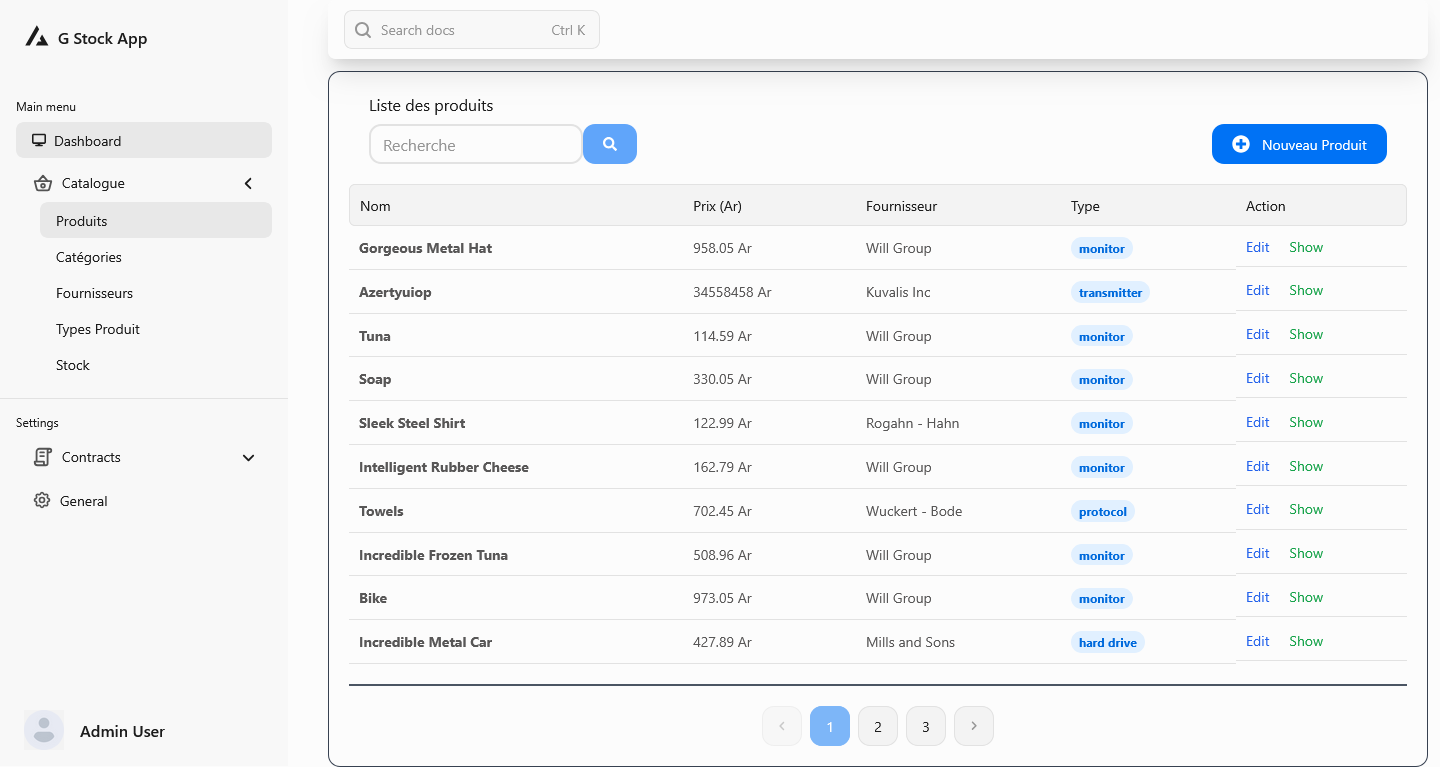 G Stock App
Main menu
Dashboard
Catalogue
Produits
Catégories
Fournisseurs
Types Produit
Stock
Settings
Contracts
General
Admin User
Search docs Ctrl K
Liste des produits
Recherche
Nouveau Produit
Nom Prix (Ar) Fournisseur Type Action
Gorgeous Metal Hat 958.05 Ar Will Group monitor Edit Show
Azertyuiop 34558458 Ar Kuvalis Inc transmitter Edit Show
Tuna 114.59 Ar Will Group monitor Edit Show
Soap 330.05 Ar Will Group monitor Edit Show
Sleek Steel Shirt 122.99 Ar Rogahn - Hahn monitor Edit Show
Intelligent Rubber Cheese 162.79 Ar Will Group monitor Edit Show
Towels 702.45 Ar Wuckert - Bode protocol Edit Show
Incredible Frozen Tuna 508.96 Ar Will Group monitor Edit Show
Bike 973.05 Ar Will Group monitor Edit Show
Incredible Metal Car 427.89 Ar Mills and Sons hard drive Edit Show
1 2 3